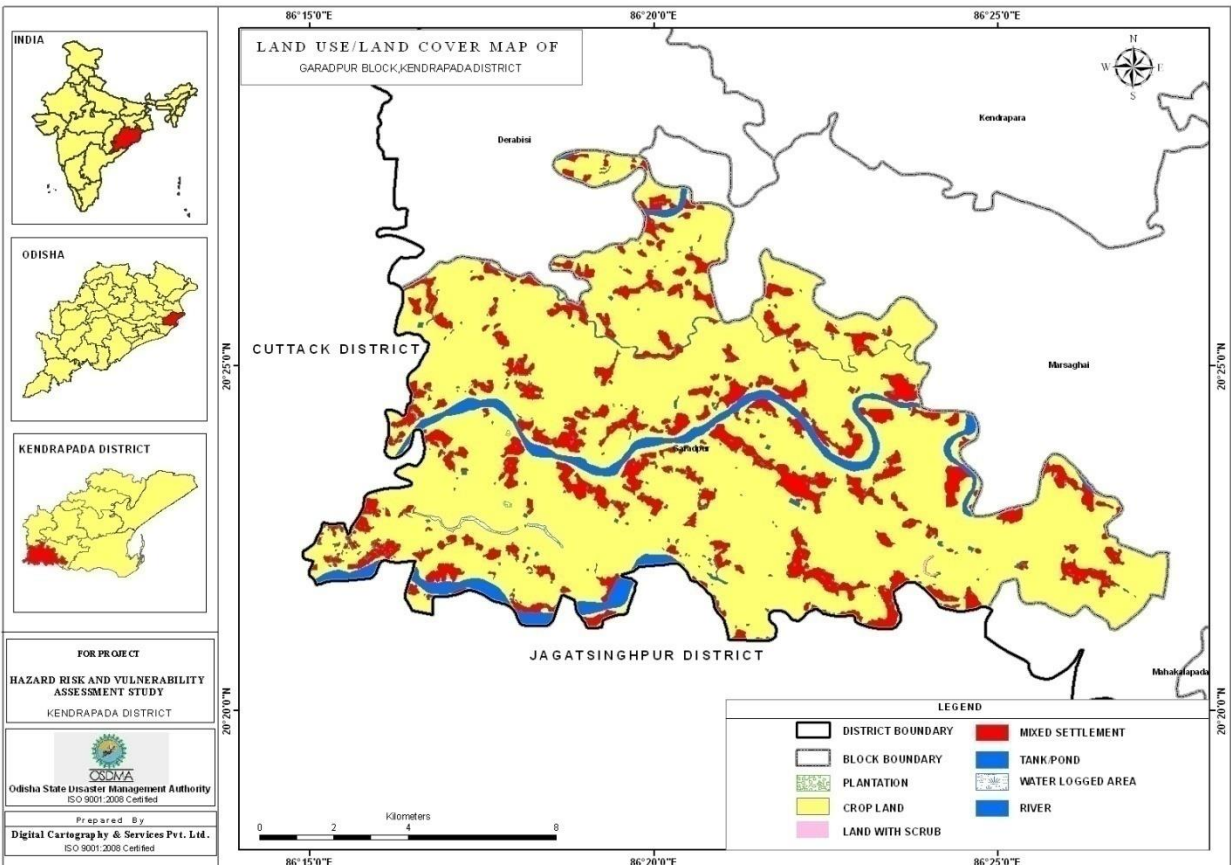 86°15'0"E
86°20'0"E
86°25'0"E
INDIA
LAND USE/LAND COVER MAP OF
GARADPUR BLOCK,KENDRAPADADISTRICT
N
W
E
S
Derabisi
Kendrapara
ODISHA
CUTTACK DISTRICT
20°25'0"N
20°25'0"N
Marsaghai
Garadpur
KENDRAPADA DISTRICT
JAGATSINGHPUR DISTRICT
Mahakalapada
FOR PROJECT
HAZARD RISK AND VULNERABILITY
ASSESSMENT STUDY
KENDRAPADA DISTRICT
20°20'0"N
20°20'0"N
OSDMA
Odisha State Disaster Management Authority
ISO 9001:2008 Certified
Prepared By
Digital Cartography & Services Pvt. Ltd.
ISO 9001:2008 Certified
LEGEND
DISTRICT BOUNDARY
BLOCK BOUNDARY
PLANTATION
CROP LAND
LAND WITH SCRUB
MIXED SETTLEMENT
TANK/POND
WATER LOGGED AREA
RIVER
Kilometers
0 2 4 8
86°15'0"E
86°20'0"E
86°25'0"E